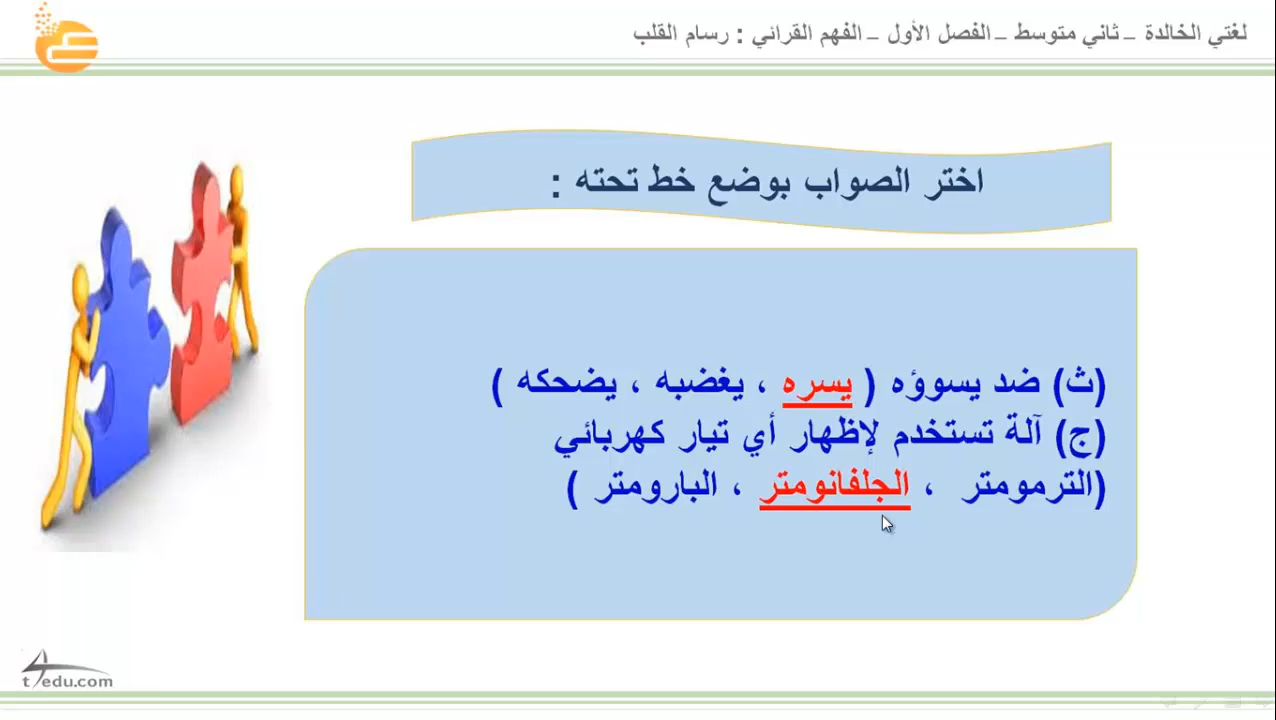 لغتي الخالدة – ثاني متوسط – الفصل الأول – الفهم القرائي : رسام القلب
اختر الصواب بوضع خط تحته :
(ث) ضد يسوؤه ( يسره ، يغضبه ، يضحكه )
(ج) آلة تستخدم لإظهار أي تيار كهربائي
(الترمومتر ، الجلفانومتر ، البارومتر )
t4edu.com